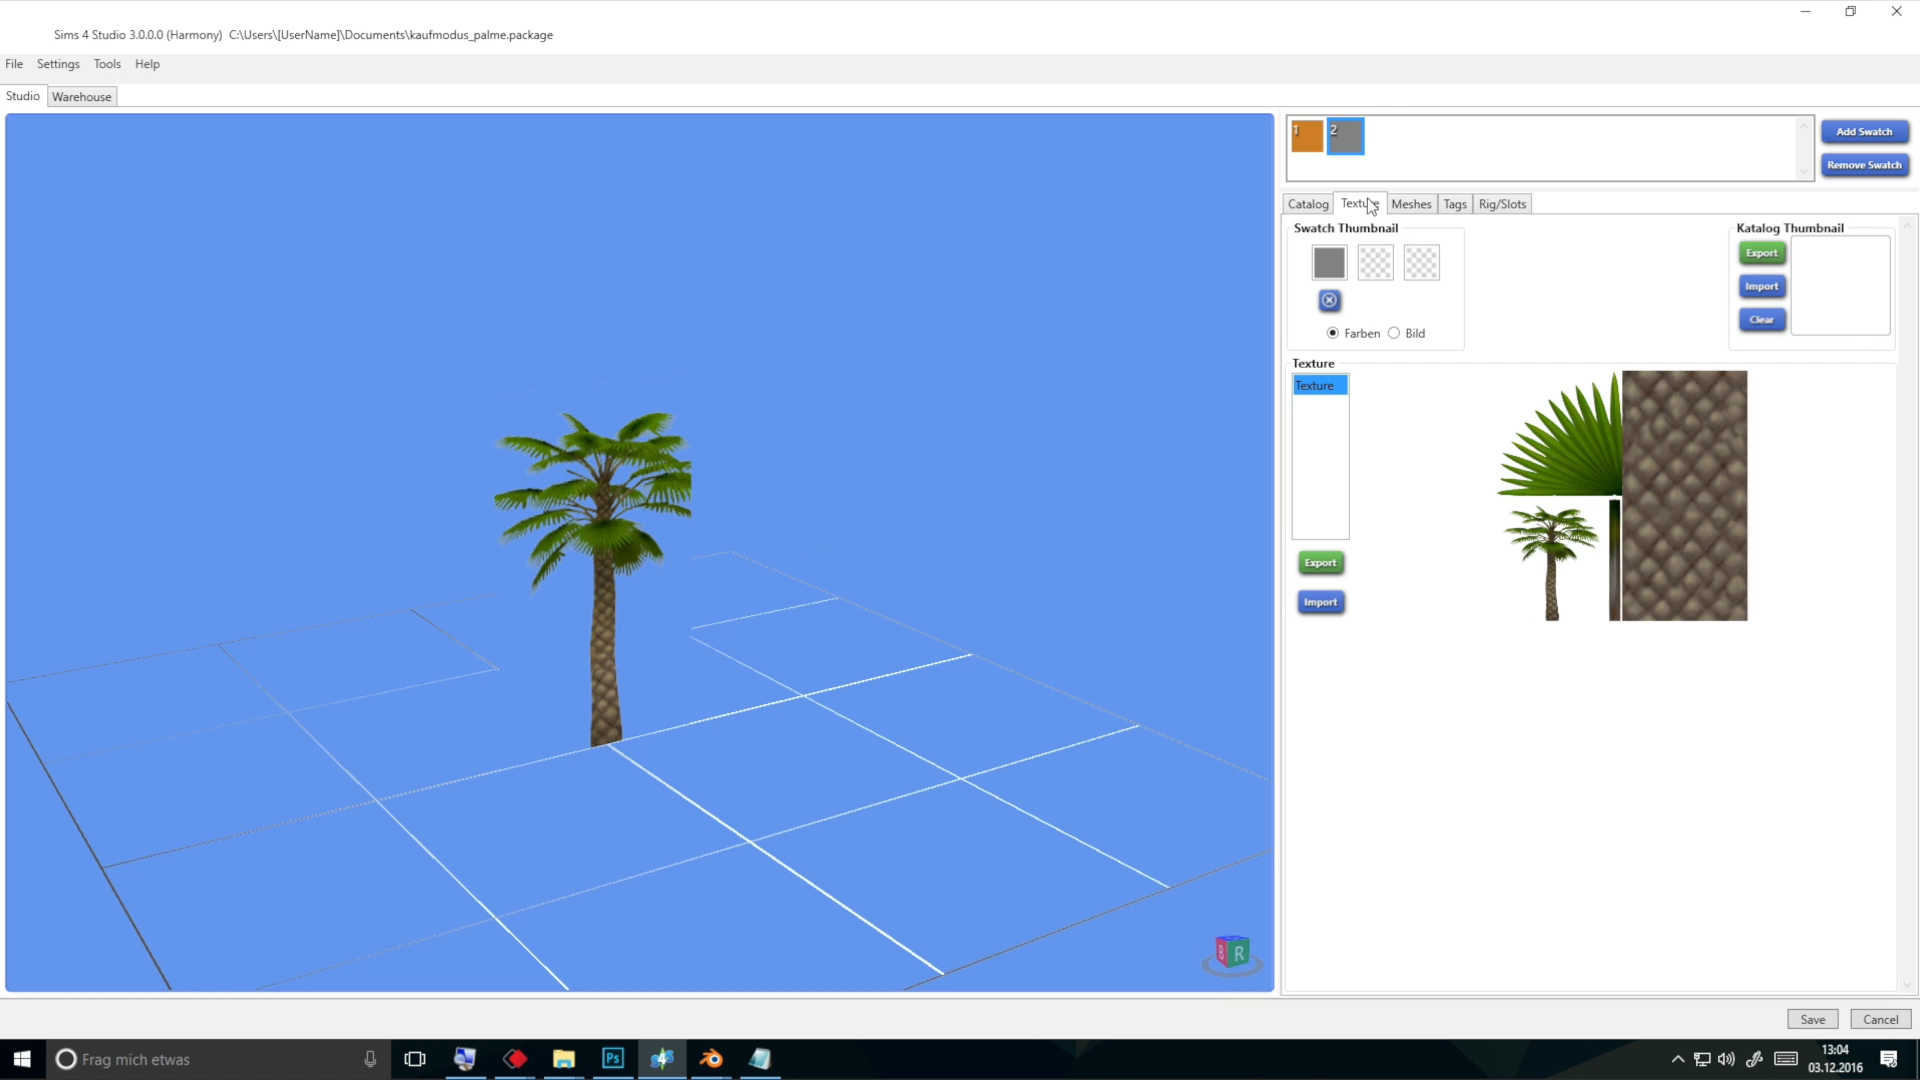 Sims 4 Studio 3.0.0.0 (Harmony) C:\Users\[UserName]\Documents\kaufmodus_palme.package
File Settings Tools Help
Studio Warehouse
1 2
Add Swatch
Remove Swatch
Catalog Texture Meshes Tags Rig/Slots
Swatch Thumbnail
Katalog Thumbnail
Export
Import
Clear
Farben Bild
Texture
Texture
Export
Import
R
Save Cancel
Frag mich etwas
Ps
4
13:04
03.12.2016